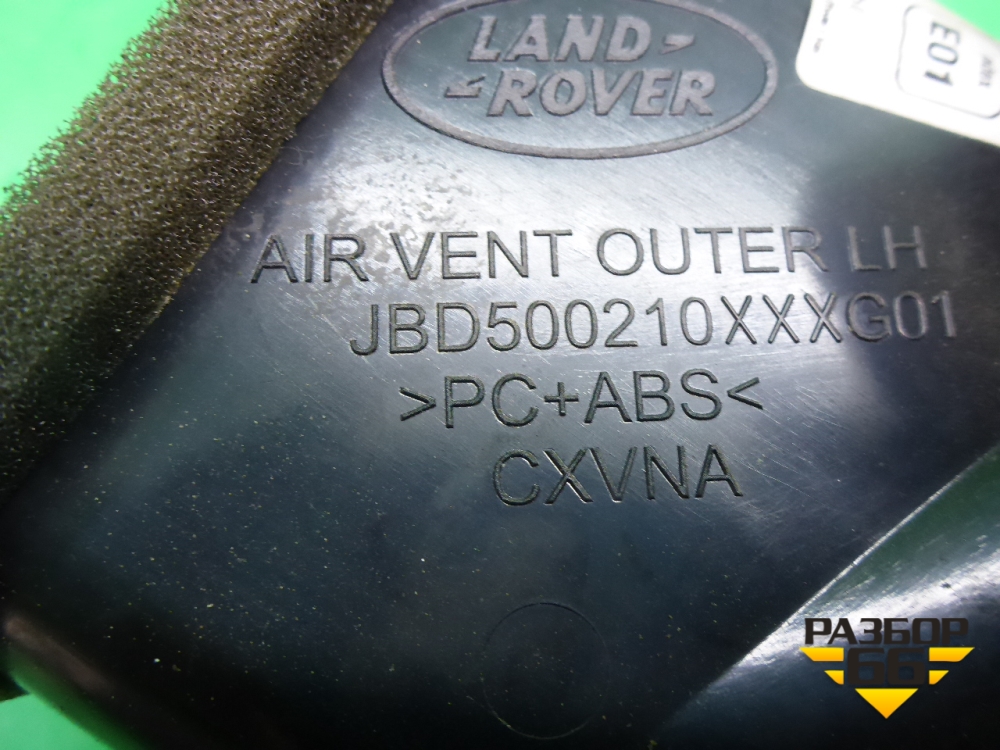 LAND
ROVER
E01
AIR VENT OUTER LH
JBD500210XXXG01
>PC+ABS<
CXVNA
РАЗБОР
66